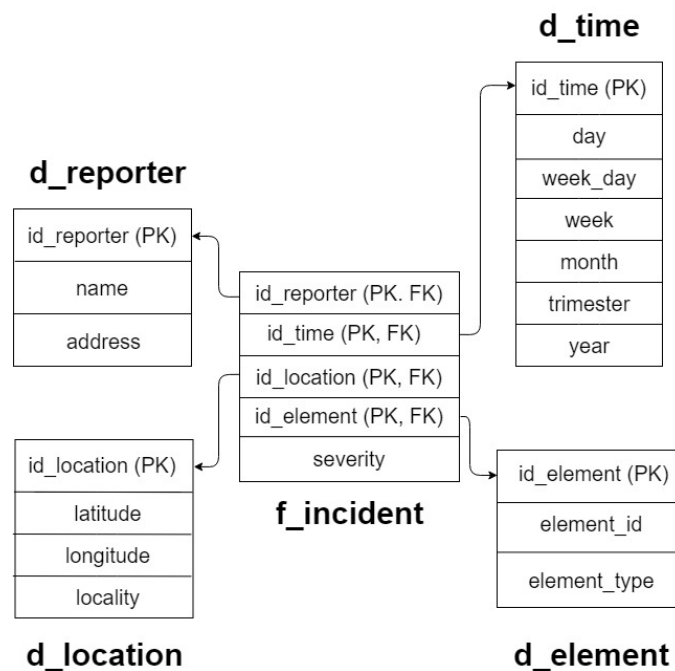 d_time
id_time (PK)
day
week_day
week
month
trimester
year
d_reporter
id_reporter (PK)
name
address
id_reporter (PK. FK)
id_time (PK, FK)
id_location (PK, FK)
id_element (PK, FK)
severity
f_incident
id_location (PK)
latitude
longitude
locality
d_location
id_element (PK)
element_id
element_type
d_element